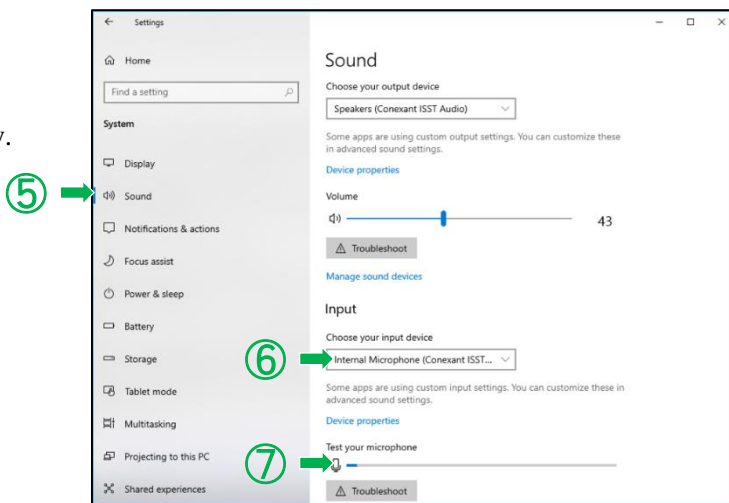 Settings
Home
Find a setting
System
Display
Sound
Notifications & actions
Focus assist
Power & sleep
Battery
Storage
Tablet mode
Multitasking
Projecting to this PC
Shared experiences
y.
⑤
Sound
Choose your output device
Speakers (Conexant ISST Audio)
Some apps are using custom output settings. You can customize these
in advanced sound settings.
Device properties
Volume
43
Troubleshoot
Manage sound devices
Input
Choose your input device
⑥
Internal Microphone (Conexant ISST...
Some apps are using custom input settings. You can customize these in
advanced sound settings.
Device properties
Test your microphone
⑦
Troubleshoot